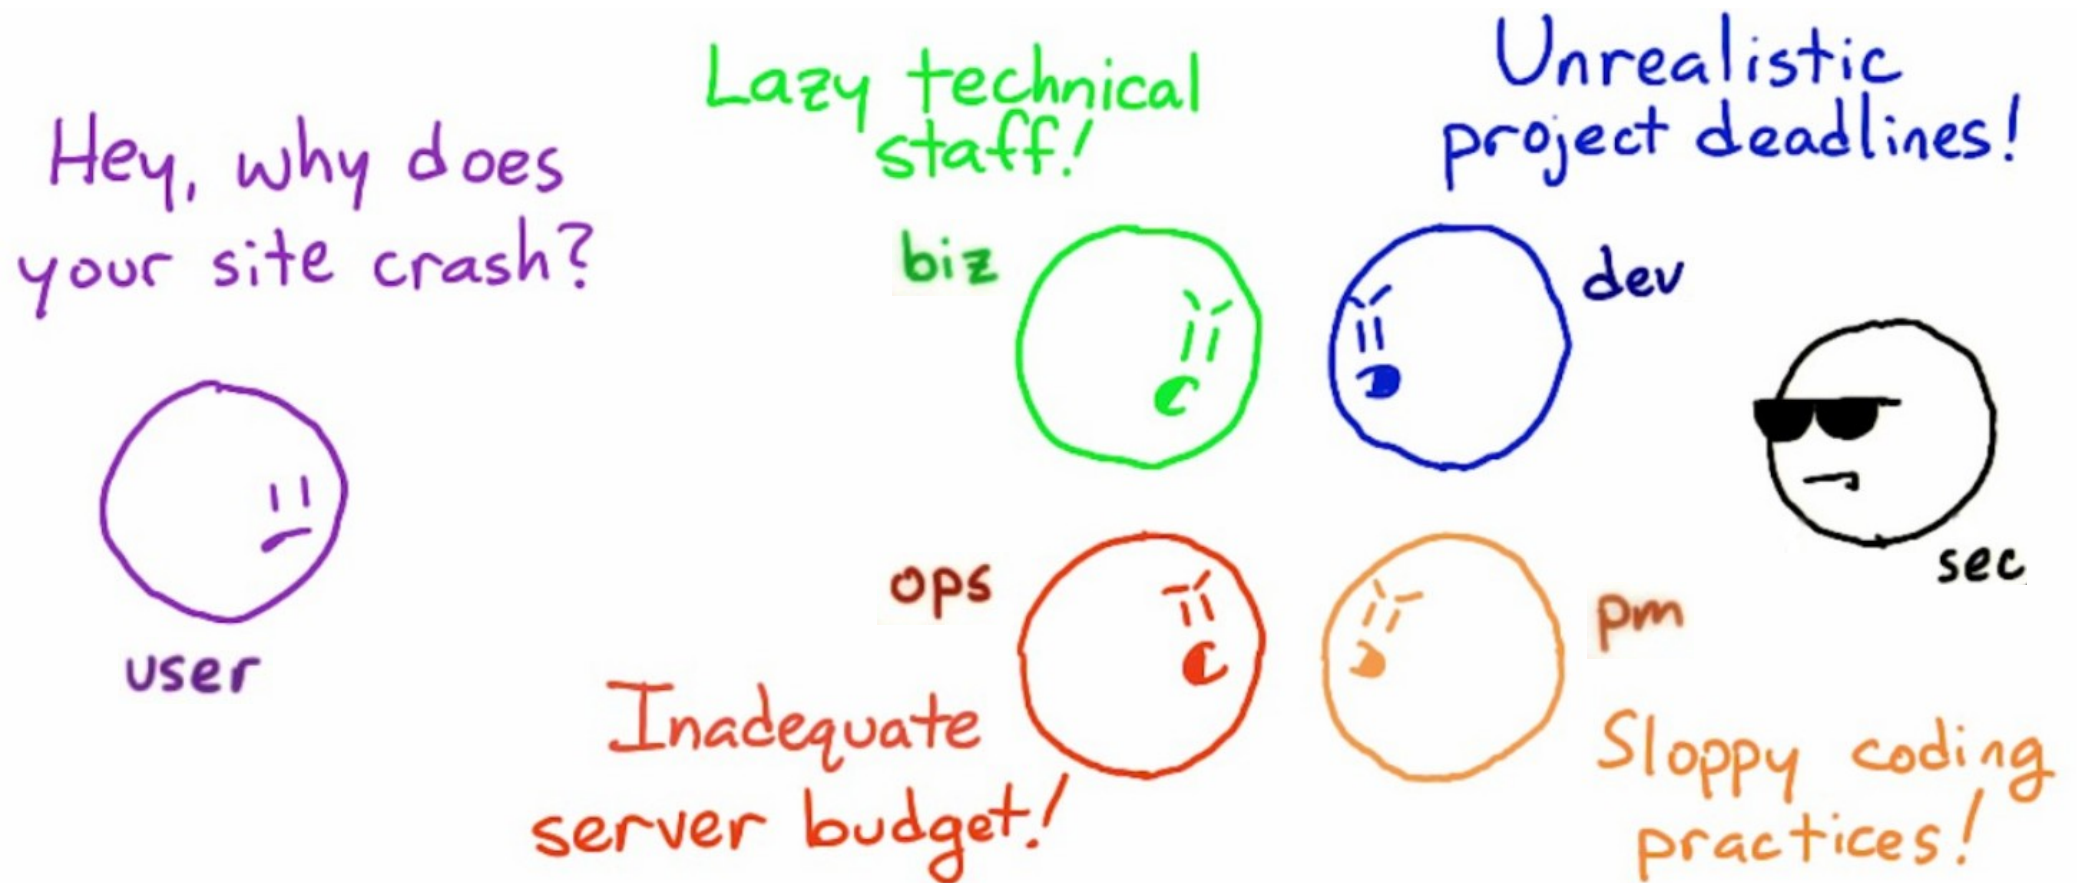 Hey, why does
your site crash?
user
Lazy technical
staff!
biz
Unrealistic
project deadlines!
dev
sec
ops
Inadequate
server budget!
pm
Sloppy coding
practices!